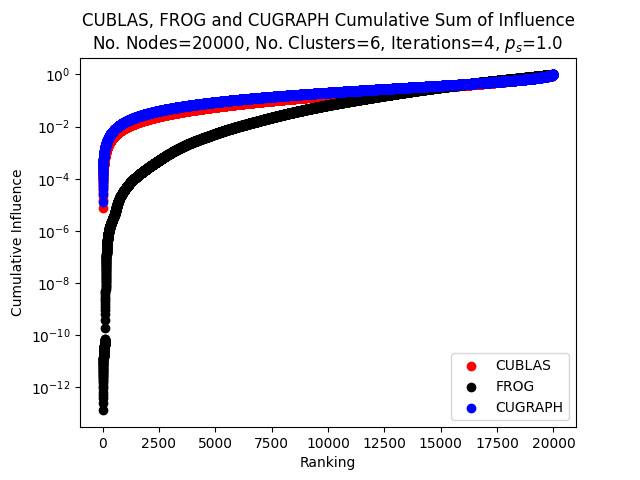 CUBLAS, FROG and CUGRAPH Cumulative Sum of Influence
No. Nodes=20000, No. Clusters=6, Iterations=4, $p_s$=1.0
Cumulative Influence
10⁰
10⁻²
10⁻⁴
10⁻⁶
10⁻⁸
10⁻¹⁰
10⁻¹²
CUBLAS
FROG
CUGRAPH
0 2500 5000 7500 10000 12500 15000 17500 20000
Ranking